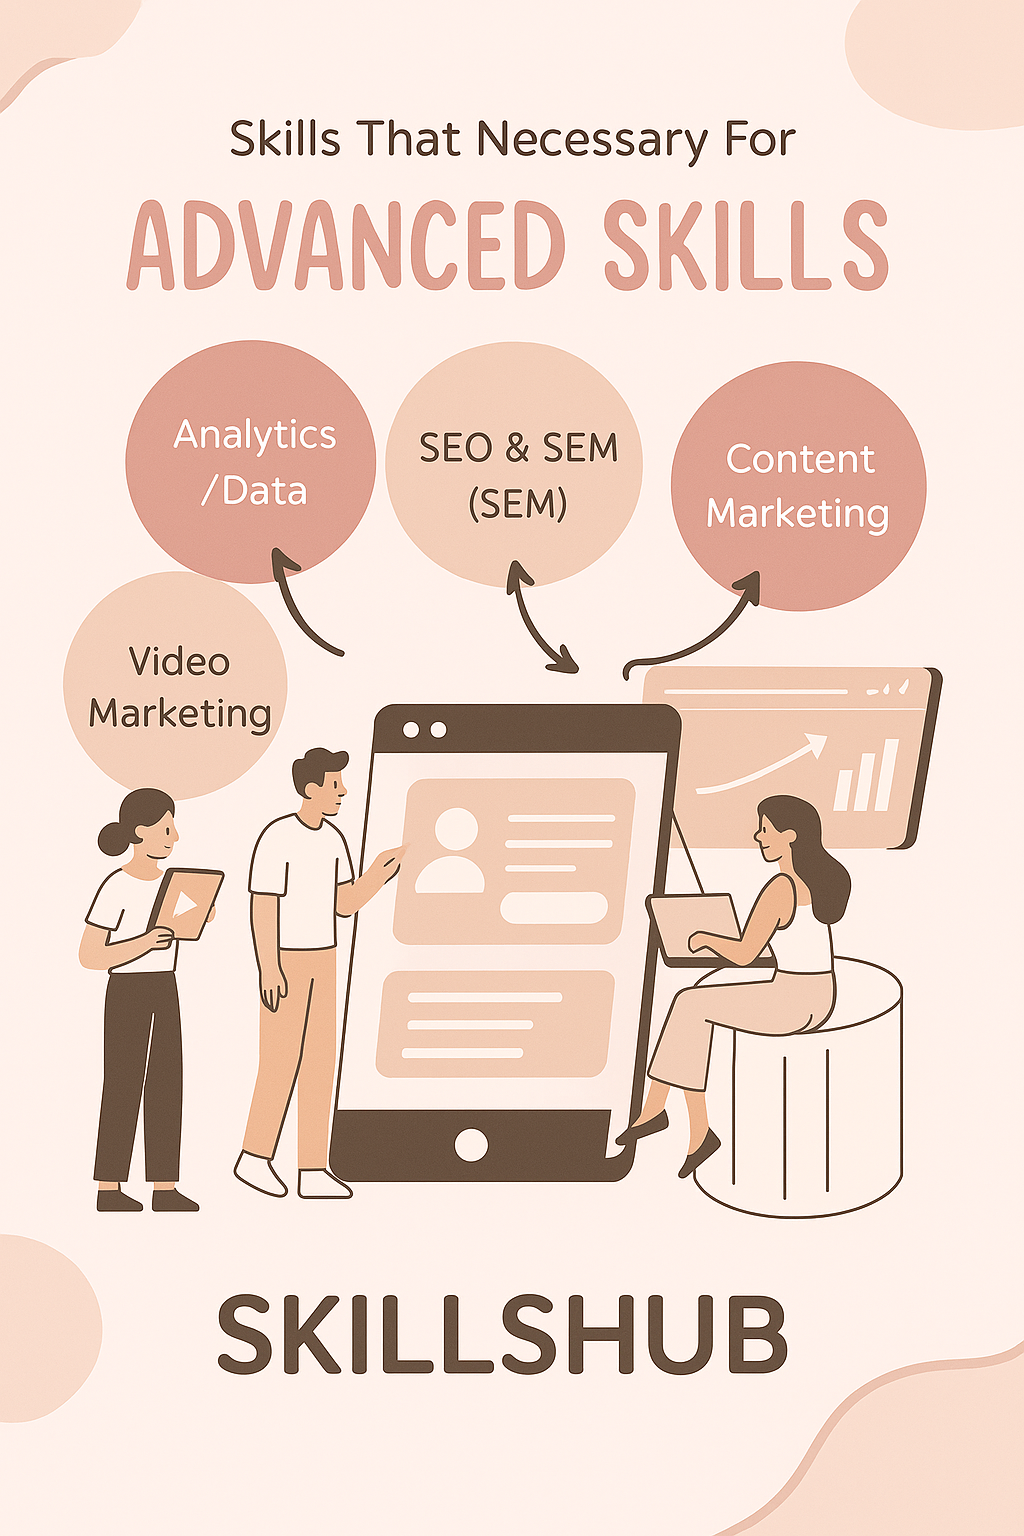 Skills That Necessary For
ADVANCED SKILLS
Analytics
/Data
SEO & SEM
(SEM)
Content
Marketing
Video
Marketing
SKILLSHUB